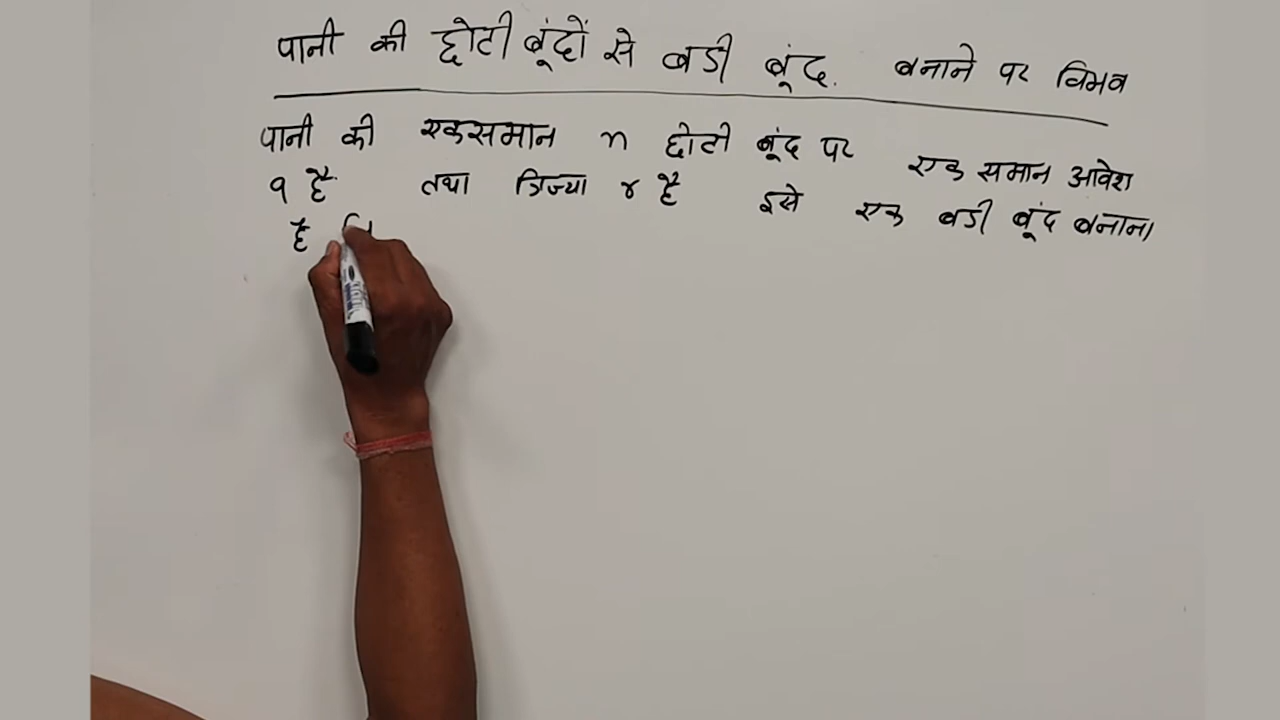 पानी की छोटी बूंदों से बडी बूंद. बनाने पर विभव
पानी की एकसमान n छोटी बूंद पर एक समान आवेश
q है तथा त्रिज्या r है इसे एक बडी बूंद बनाना
है